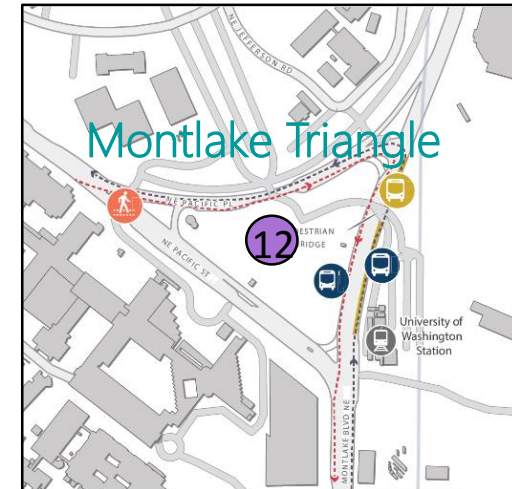 NE JEFFERSON RD
Montlake Triangle
NE PACIFIC PL
12
ESTRIAN
RIDGE
NE PACIFIC ST
University of
Washington
Station
MONTLAKE BLVD NE